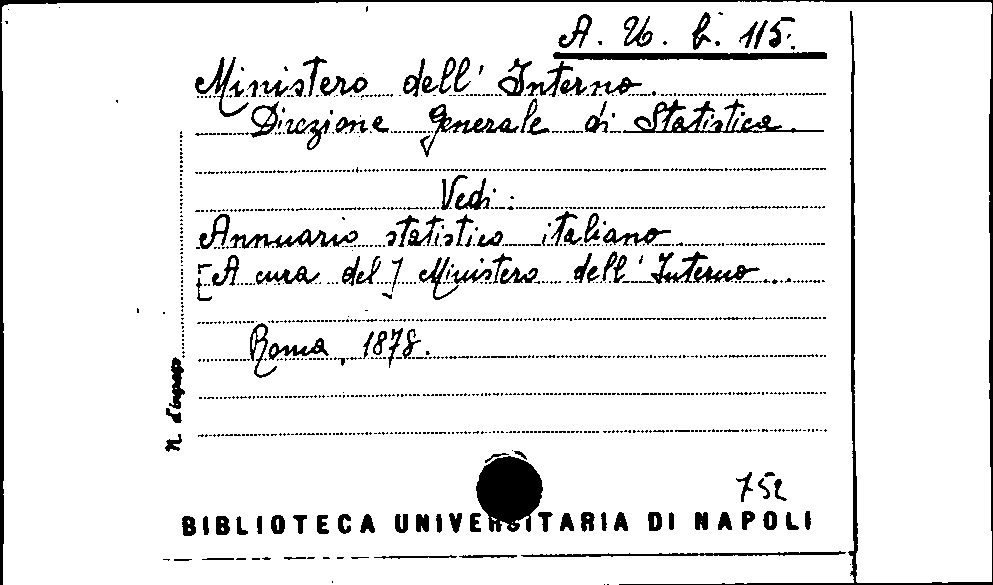 A. U. b. 115.
Ministero dell' Interno.
Direzione Generale di Statistica.
Vedi:
Annuario statistico italiano
[A cura del] Ministero dell' Interno...
Roma, 1878.
N. d'ingresso
752
BIBLIOTECA UNIVERSITARIA DI NAPOLI